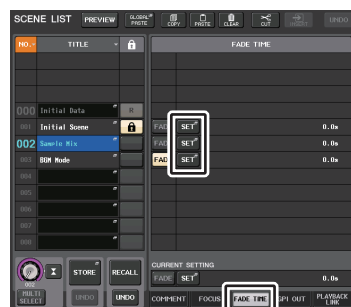 SCENE LIST PREVIEW GLOBAL PASTE COPY PASTE CLEAR CUT INSERT UNDO
NO. TITLE FADE TIME
000 Initial Data R
001 Initial Scene FADE SET 0.0s
002 Sample Mix FADE SET 0.0s
003 BGM Mode FADE SET 0.0s
004
005
006
007
008
002 STORE RECALL
CURRENT SETTING
FADE SET 0.0s
MULTI SELECT UNDO UNDO
COMMENT FOCUS FADE TIME GPI OUT PLAYBACK LINK